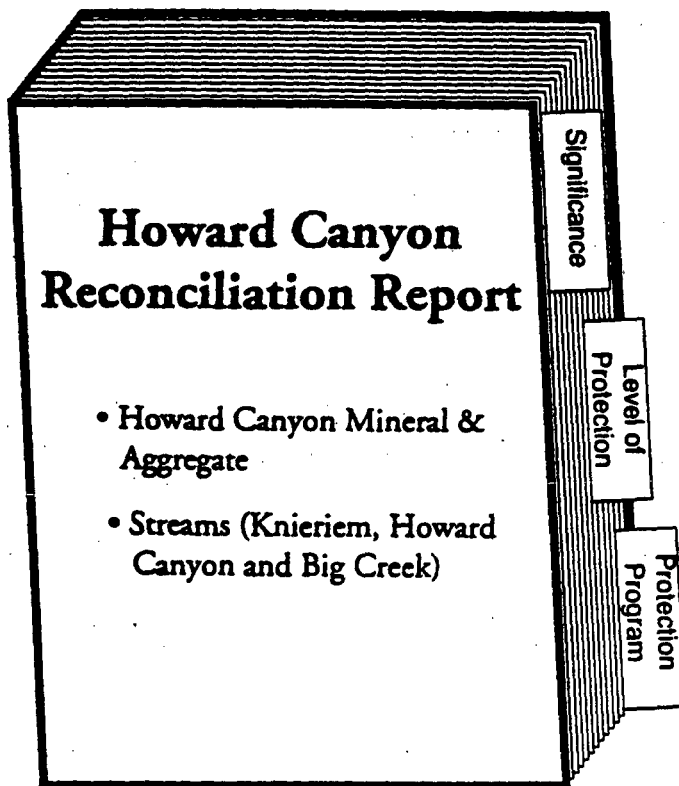 Howard Canyon
Reconciliation Report
• Howard Canyon Mineral &
Aggregate
• Streams (Knieriem, Howard
Canyon and Big Creek)
Significance
Level of
Protection
Protection
Program